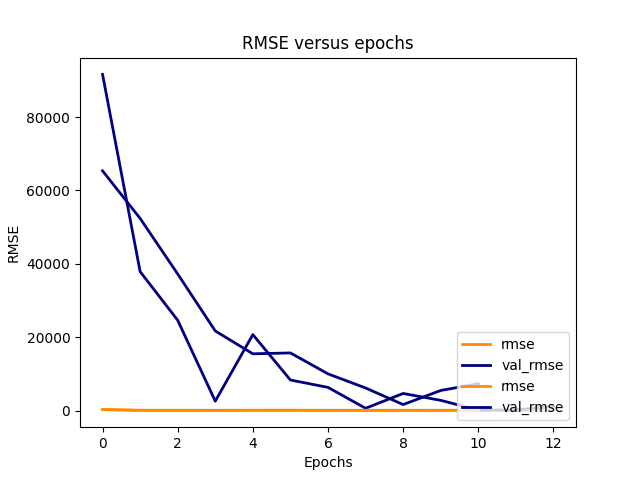 RMSE versus epochs
80000
60000
40000
20000
0
RMSE
0 2 4 6 8 10 12
Epochs
rmse
val_rmse
rmse
val_rmse